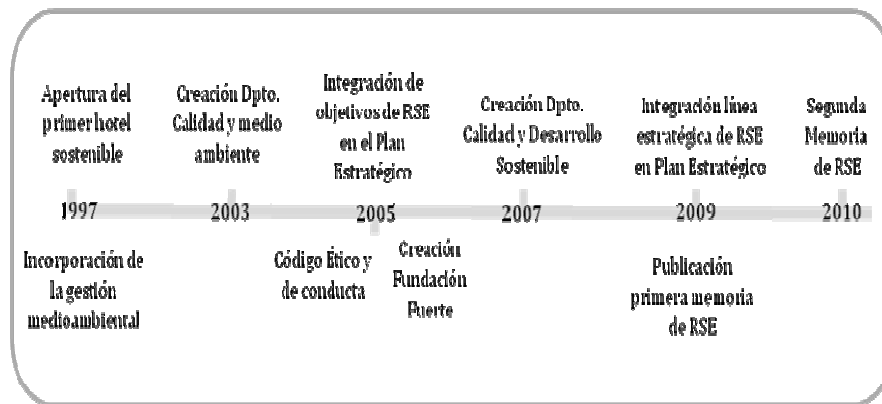 Apertura del
primer hotel
sostenible
Creación Dpto.
Calidad y medio
ambiente
Integración de
objetivos de RSE
en el Plan
Estratégico
Creación Dpto.
Calidad y Desarrollo
Sostenible
Integración línea
estratégica de RSE
en Plan Estratégico
Segunda
Memoria
de RSE
1997
2003
2005
2007
2009
2010
Incorporación de
la gestión
medioambiental
Código Ético y
de conducta
Creación
Fundación
Fuerte
Publicación
primera memoria
de RSE